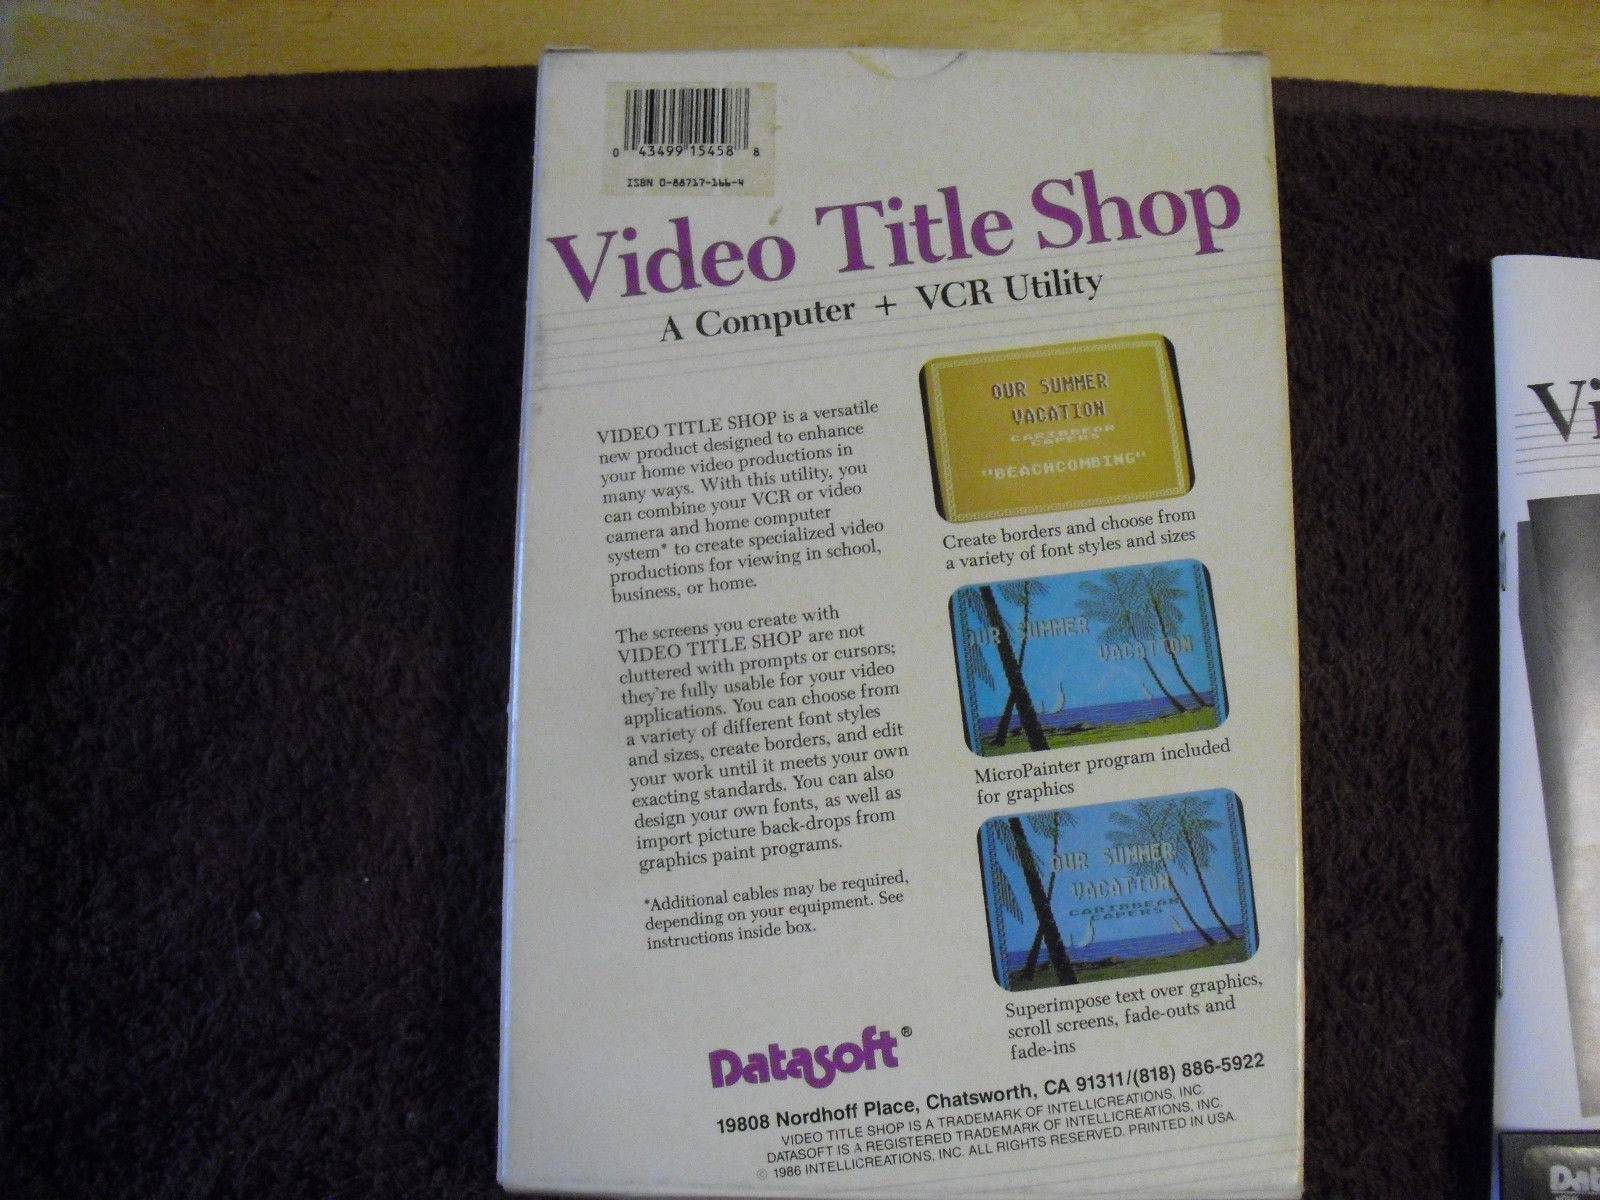 0 43499 15458 8
ISBN 0-88717-166-4
Video Title Shop
A Computer + VCR Utility
VIDEO TITLE SHOP is a versatile
new product designed to enhance
your home video productions in
many ways. With this utility, you
can combine your VCR or video
camera and home computer
system* to create specialized video
productions for viewing in school,
business, or home.
The screens you create with
VIDEO TITLE SHOP are not
cluttered with prompts or cursors;
they're fully usable for your video
applications. You can choose from
a variety of different font styles
and sizes, create borders, and edit
your work until it meets your own
exacting standards. You can also
design your own fonts, as well as
import picture back-drops from
graphics paint programs.
*Additional cables may be required,
depending on your equipment. See
instructions inside box.
OUR SUMMER
VACATION
CARIBBEAN
CAPERS
"BEACHCOMBING"
Create borders and choose from
a variety of font styles and sizes
OUR SUMMER
VACATION
MicroPainter program included
for graphics
OUR SUMMER
VACATION
CARIBBEAN
CAPERS
Superimpose text over graphics,
scroll screens, fade-outs and
fade-ins
Datasoft®
19808 Nordhoff Place, Chatsworth, CA 91311/(818) 886-5922
VIDEO TITLE SHOP IS A TRADEMARK OF INTELLICREATIONS, INC.
DATASOFT IS A REGISTERED TRADEMARK OF INTELLICREATIONS, INC.
© 1986 INTELLICREATIONS, INC. ALL RIGHTS RESERVED. PRINTED IN USA.
Vi
Dat